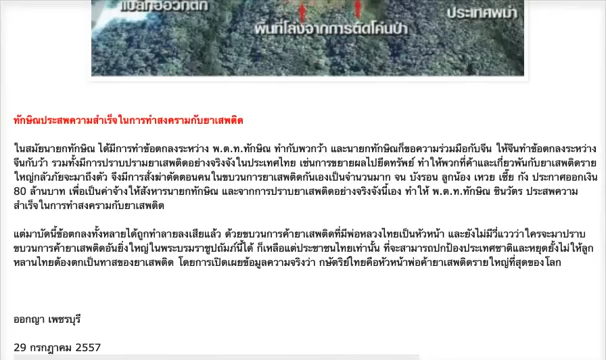 พื้นที่โล่งจากการตัดโค่นป่า
ประเทศพม่า
ทักษิณประสพความสำเร็จในการทำสงครามกับยาเสพติด
ในสมัยนายกทักษิณ ได้มีการทำข้อตกลงระหว่าง พ.ต.ท.ทักษิณ ทำกับพวกว้า และนายกทักษิณก็ขอความร่วมมือกับจีน ให้จีนทำข้อตกลงระหว่าง
จีนกับว้า รวมทั้งมีการปราบปรามยาเสพติดอย่างจริงจังในประเทศไทย เช่นการขยายผลไปยึดทรัพย์ ทำให้พวกที่ค้าและเกี่ยวพันกับยาเสพติดราย
ใหญ่กลัวภัยจะมาถึงตัว จึงมีการสั่งฆ่าตัดตอนคนในขบวนการยาเสพติดกันเองเป็นจำนวนมาก จน บังรอน ลูกน้อง เหวย เซี๊ย กัง ประกาศออกเงิน
80 ล้านบาท เพื่อเป็นค่าจ้างให้สังหารนายกทักษิณ และจากการปราบยาเสพติดอย่างจริงจังนี้เอง ทำให้ พ.ต.ท.ทักษิณ ชินวัตร ประสพความ
สำเร็จในการทำสงครามกับยาเสพติด
แต่มาบัดนี้ข้อตกลงทั้งหลายได้ถูกทำลายลงเสียแล้ว ด้วยขบวนการค้ายาเสพติดที่มีพ่อหลวงไทยเป็นหัวหน้า และยังไม่มีวี่แววว่าใครจะมาปราบ
ขบวนการค้ายาเสพติดอันยิ่งใหญ่ในพระบรมราชูปถัมภ์นี้ได้ ก็เหลือแต่ประชาชนไทยเท่านั้น ที่จะสามารถปกป้องประเทศชาติและหยุดยั้งไม่ให้ลูก
หลานไทยต้องตกเป็นทาสของยาเสพติด โดยการเปิดเผยข้อมูลความจริงว่า กษัตริย์ไทยคือหัวหน้าพ่อค้ายาเสพติดรายใหญ่ที่สุดของโลก
ออกญา เพชรบุรี
29 กรกฎาคม 2557